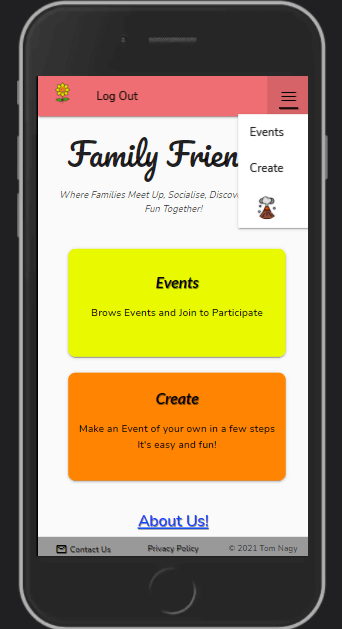 Log Out
Events
Create
Family Frien
Where Families Meet Up, Socialise, Discov
Fun Together!
Events
Brows Events and Join to Participate
Create
Make an Event of your own in a few steps
It's easy and fun!
About Us!
Contact Us Privacy Policy © 2021 Tom Nagy